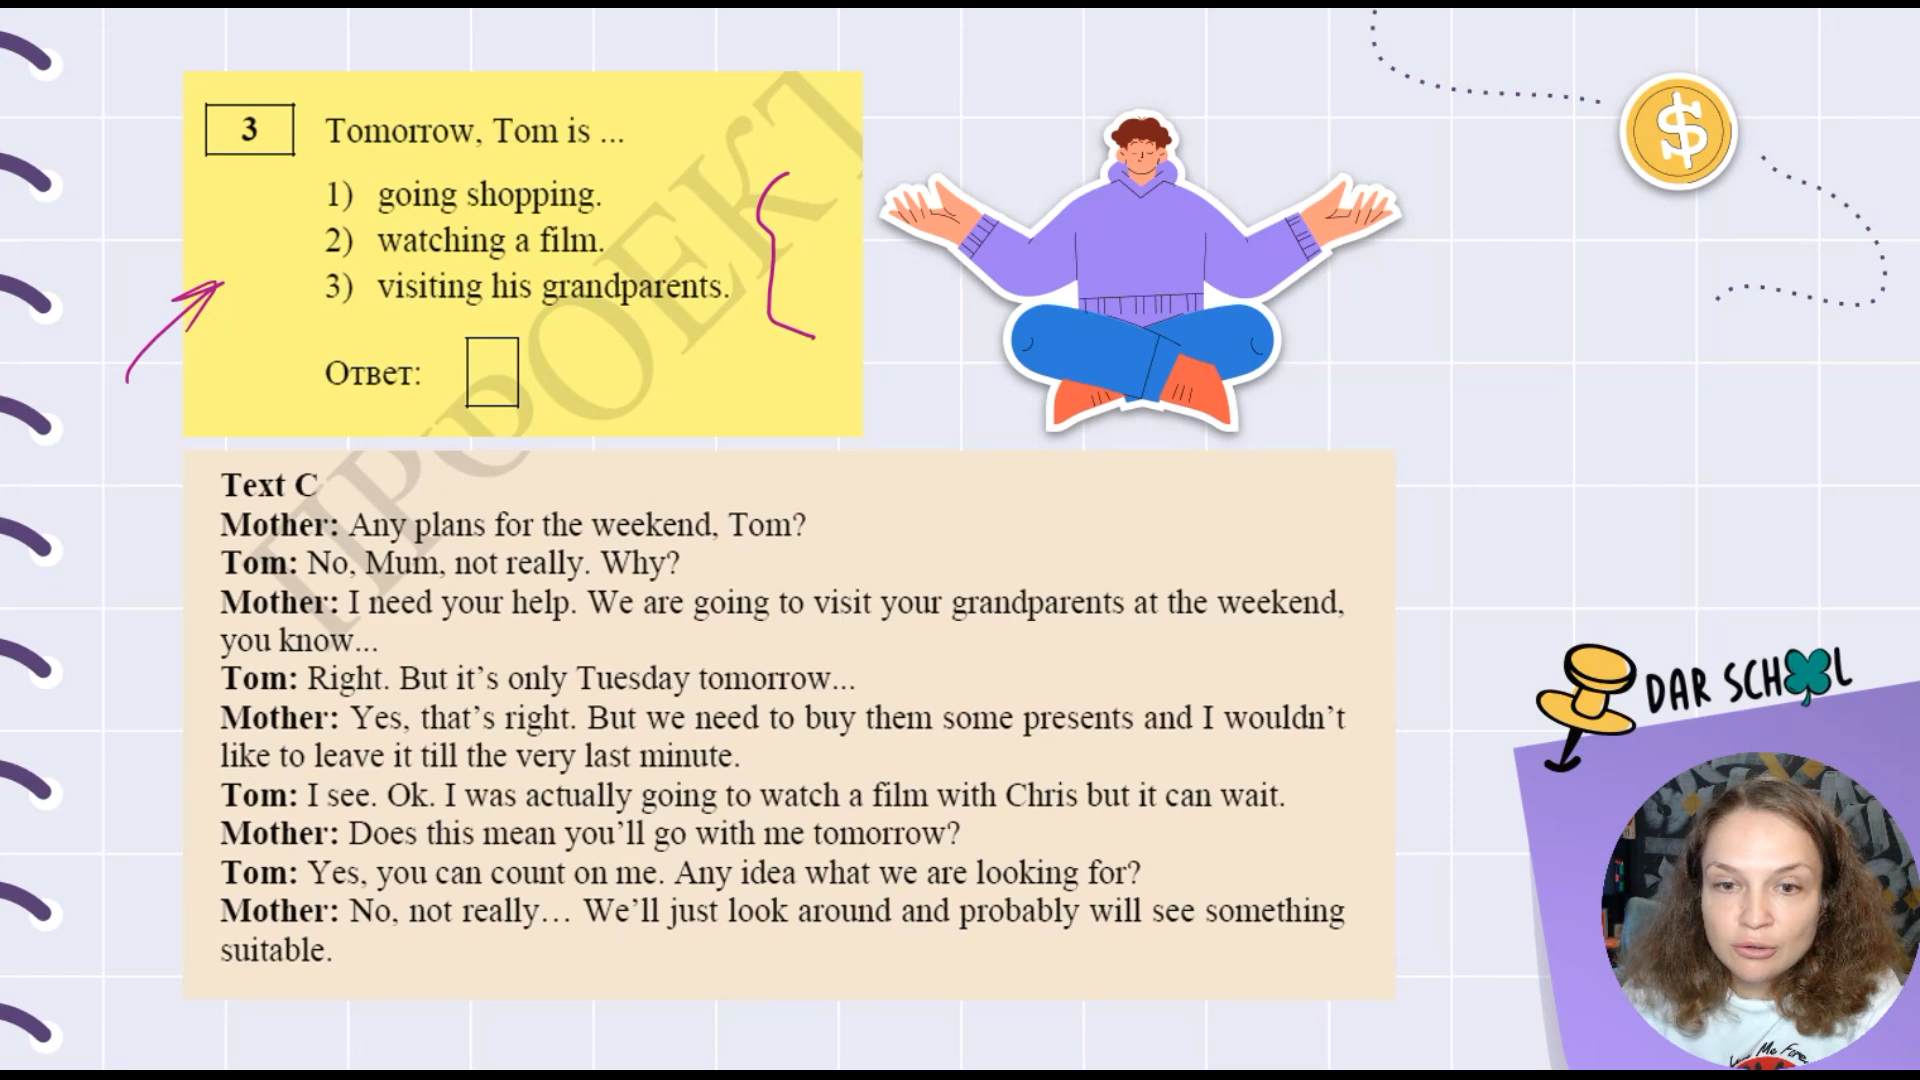 3 Tomorrow, Tom is ...
1) going shopping.
2) watching a film.
3) visiting his grandparents.
Ответ:
ПРОЕКТ
$
Text C
Mother: Any plans for the weekend, Tom?
Tom: No, Mum, not really. Why?
Mother: I need your help. We are going to visit your grandparents at the weekend,
you know...
Tom: Right. But it’s only Tuesday tomorrow...
Mother: Yes, that’s right. But we need to buy them some presents and I wouldn’t
like to leave it till the very last minute.
Tom: I see. Ok. I was actually going to watch a film with Chris but it can wait.
Mother: Does this mean you’ll go with me tomorrow?
Tom: Yes, you can count on me. Any idea what we are looking for?
Mother: No, not really… We’ll just look around and probably will see something
suitable.
DAR SCHOOL
Me